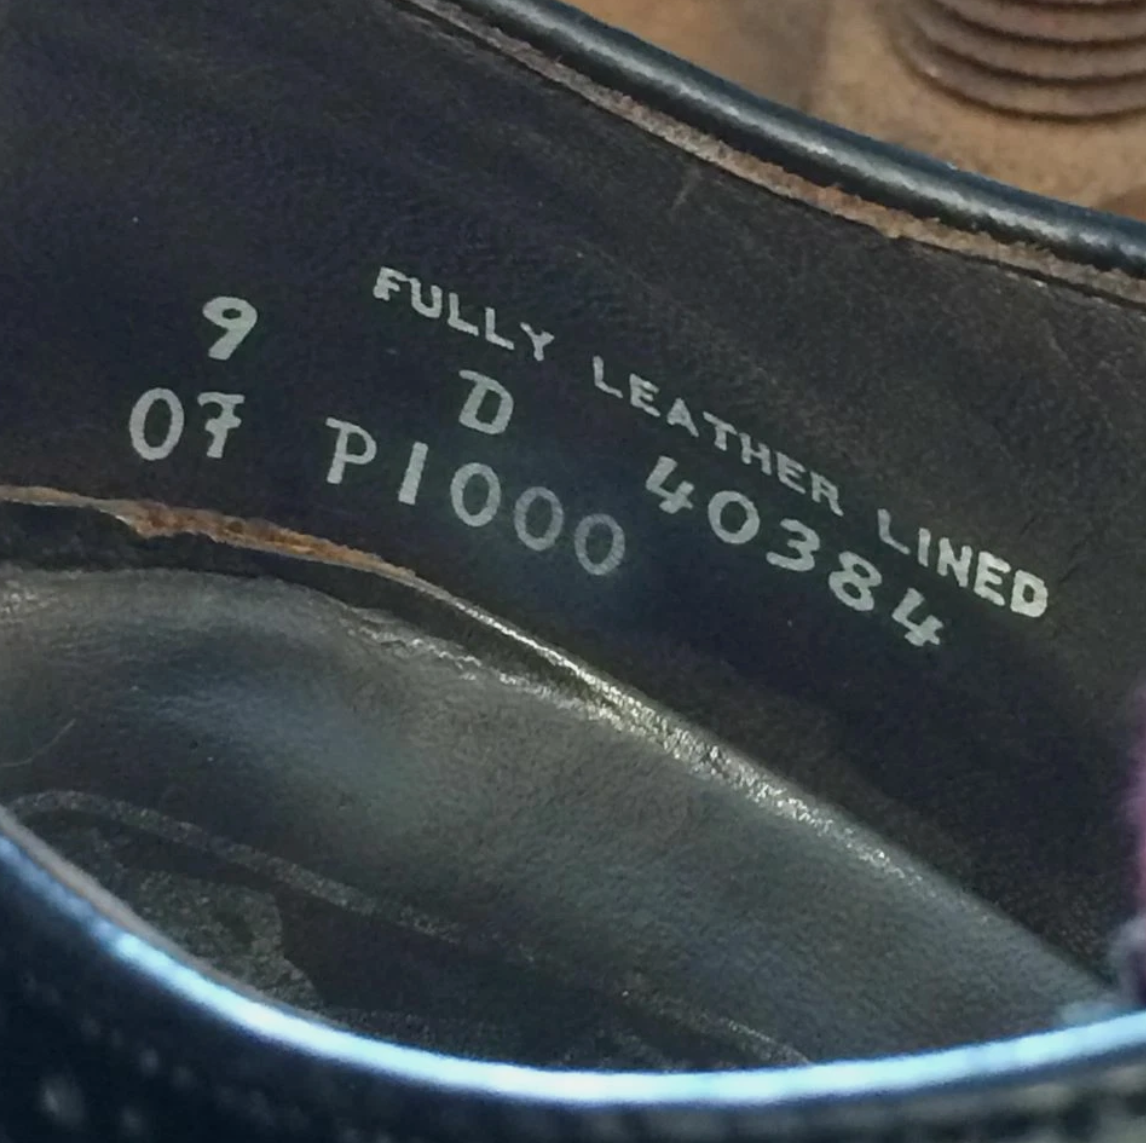 FULLY LEATHER LINED
9 D 40384
07 P1000